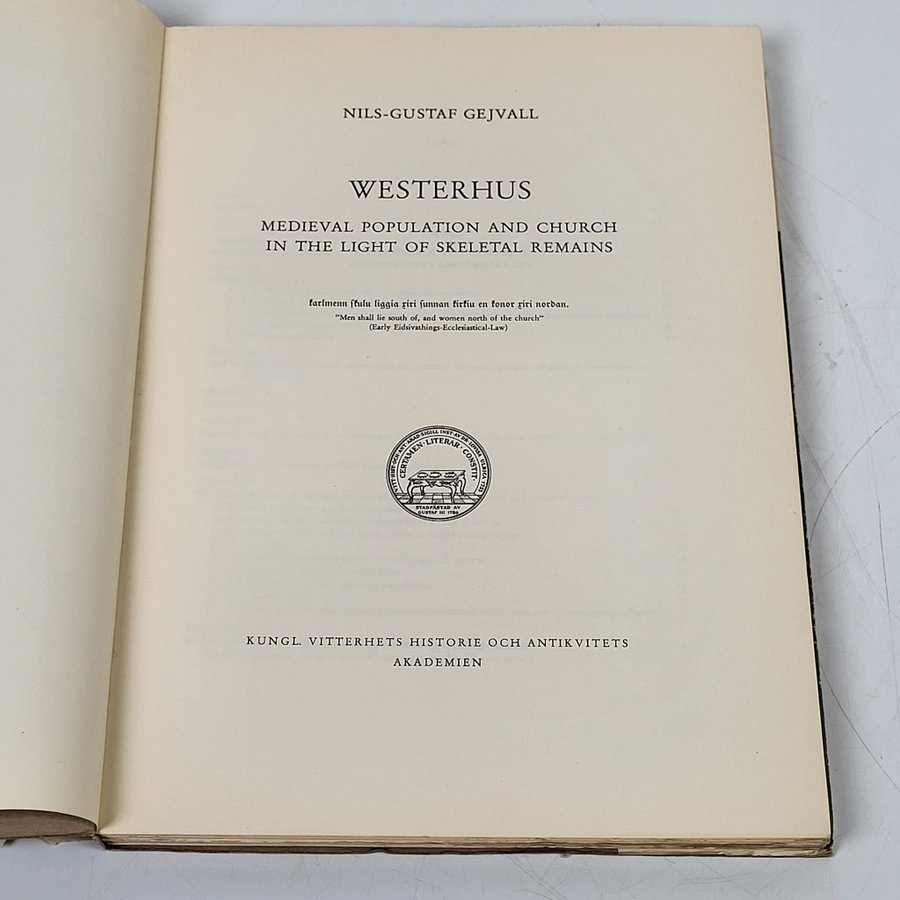 NILS-GUSTAF GEJVALL
WESTERHUS
MEDIEVAL POPULATION AND CHURCH
IN THE LIGHT OF SKELETAL REMAINS
karlmenn ſkulu liggia ꝩiri ſunnan kirkiu en konor ꝩiri nordan.
"Men shall lie south of, and women north of the church"
(Early Eidsivathings-Ecclesiastical-Law)
CERTAMEN · LITERAR · CONSTIT ·
STADFÄSTAD AV
GUSTAF III 1786
KUNGL. VITTERHETS HISTORIE OCH ANTIKVITETS
AKADEMIEN